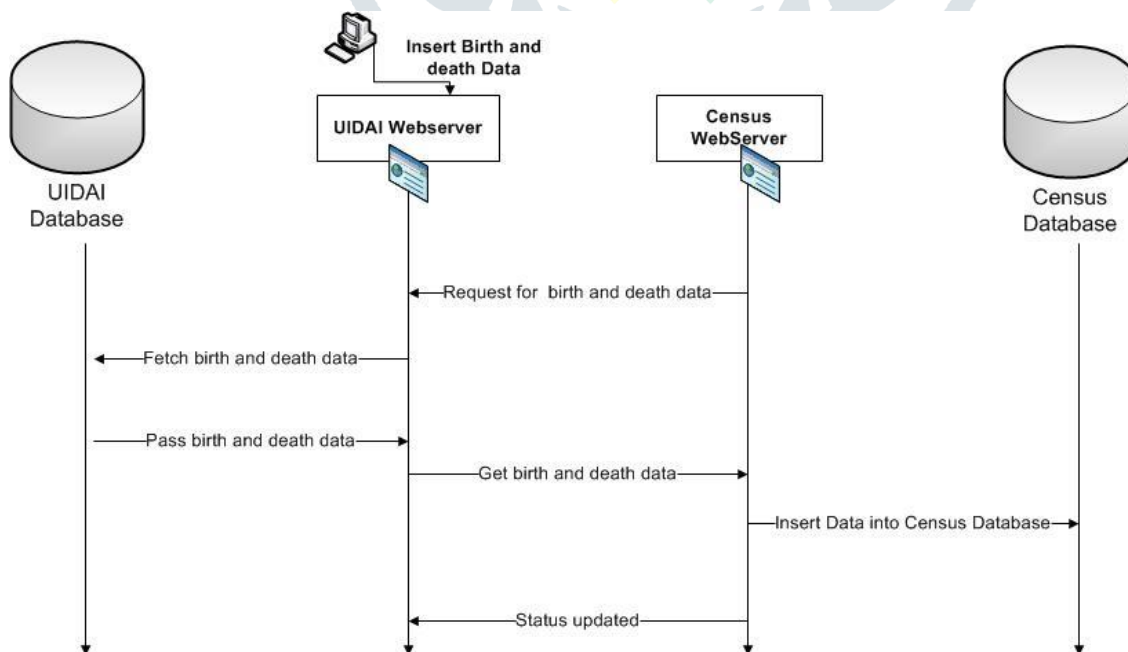 Insert Birth and
death Data
UIDAI Webserver
Census
WebServer
UIDAI
Database
Census
Database
Request for birth and death data
Fetch birth and death data
Pass birth and death data
Get birth and death data
Insert Data into Census Database
Status updated